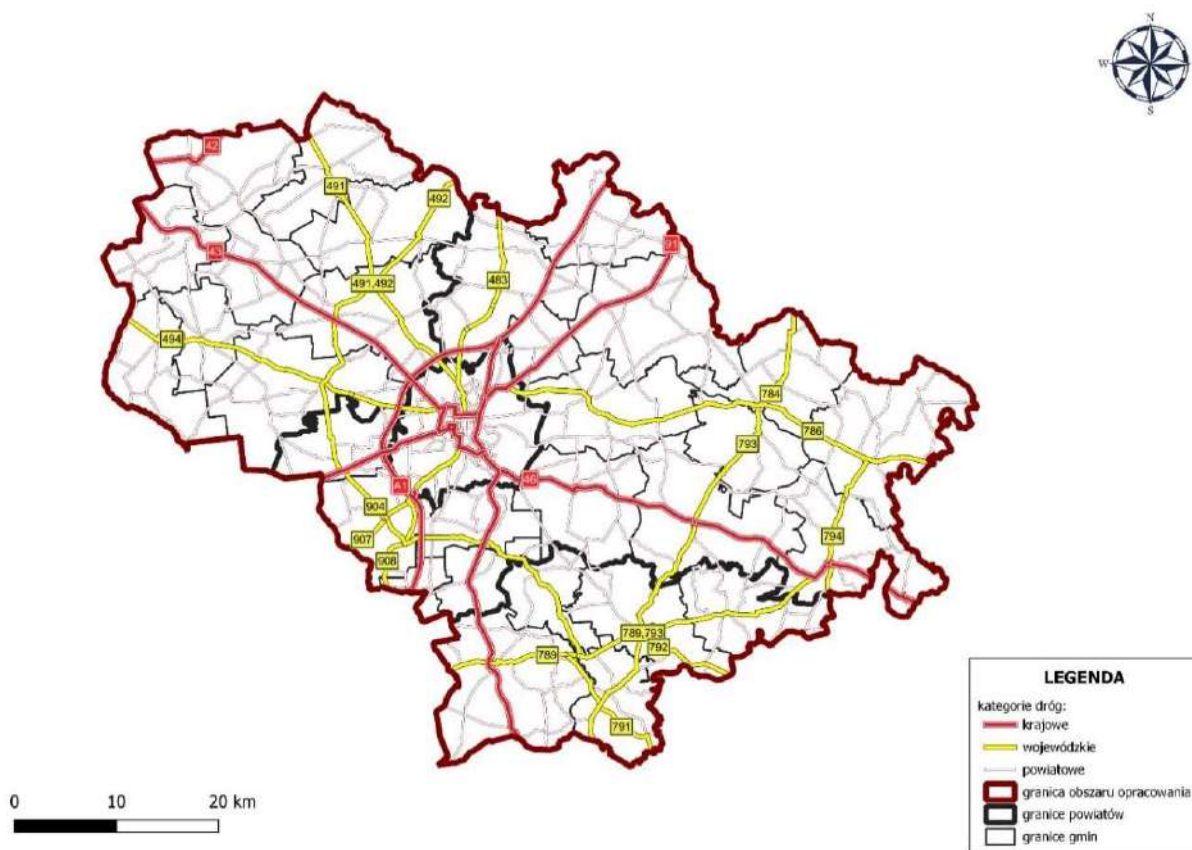 N
W
E
S
42
491
492
91
43
491,492
483
494
784
786
793
46
A1
904
794
907
908
789,793
792
789
791
LEGENDA
kategorie dróg:
krajowe
wojewódzkie
powiatowe
granica obszaru opracowania
granice powiatów
granice gmin
0 10 20 km